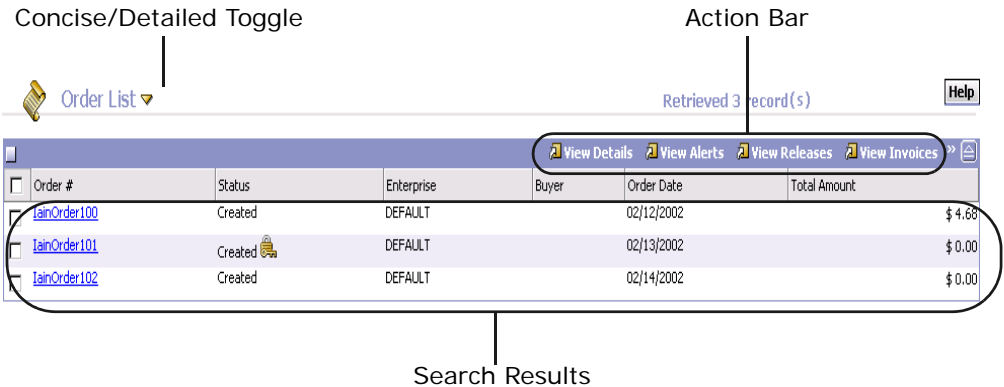 Concise/Detailed Toggle Action Bar
Order List Retrieved 3 record(s) Help
View Details View Alerts View Releases View Invoices »
Order # Status Enterprise Buyer Order Date Total Amount
IainOrder100 Created DEFAULT 02/12/2002 $ 4.68
IainOrder101 Created DEFAULT 02/13/2002 $ 0.00
IainOrder102 Created DEFAULT 02/14/2002 $ 0.00
Search Results